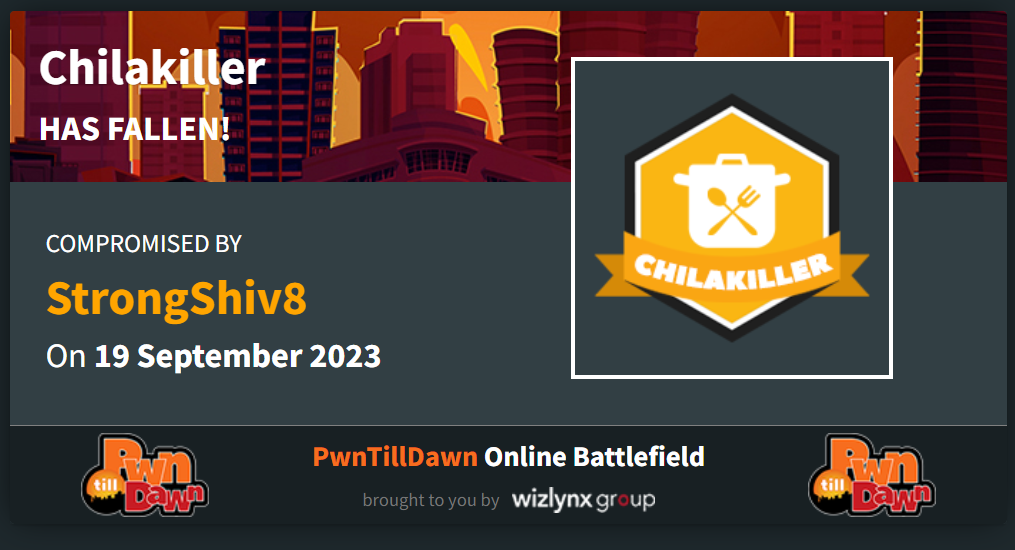 Chilakiller
HAS FALLEN!
CHILAKILLER
COMPROMISED BY
StrongShiv8
On 19 September 2023
Pwn
till
Dawn
PwnTillDawn Online Battlefield
brought to you by wizlynx group
Pwn
till
Dawn